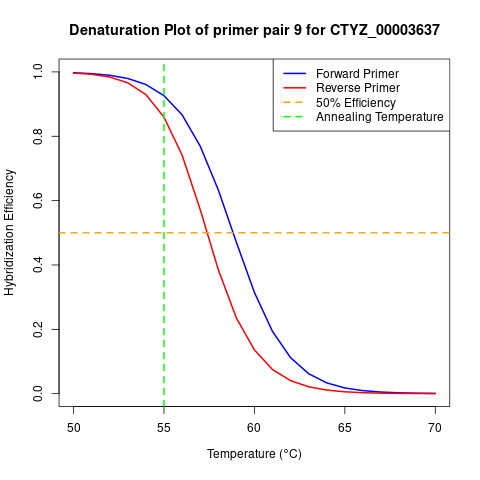 Denaturation Plot of primer pair 9 for CTYZ_00003637
Forward Primer
Reverse Primer
50% Efficiency
Annealing Temperature
Hybridization Efficiency
1.0
0.8
0.6
0.4
0.2
0.0
50 55 60 65 70
Temperature (°C)